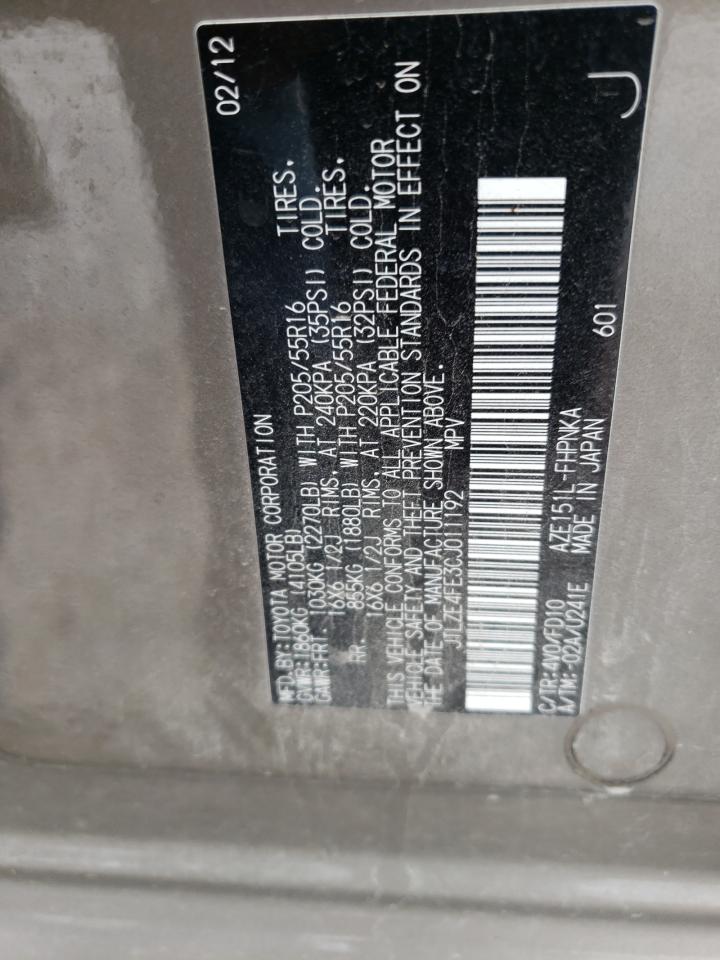 MFD.BY:TOYOTA MOTOR CORPORATION 02/12
GVWR:1860KG (4105LB)
GAWR:FRT 1030KG (2270LB) WITH P205/55R16 TIRES.
16X6 1/2J RIMS, AT 240KPA (35PSI) COLD.
RR. 855KG (1880LB) WITH P205/55R16 TIRES.
16X6 1/2J RIMS, AT 220KPA (32PSI) COLD.
THIS VEHICLE CONFORMS TO ALL APPLICABLE FEDERAL MOTOR
VEHICLE SAFETY AND THEFT PREVENTION STANDARDS IN EFFECT ON
THE DATE OF MANUFACTURE SHOWN ABOVE.
JTLZE4FE3CJ011192 MPV
C/TR:4V0/FD10 AZE151L-FHPNKA
A/TM:-02A/U241E MADE IN JAPAN 601 J